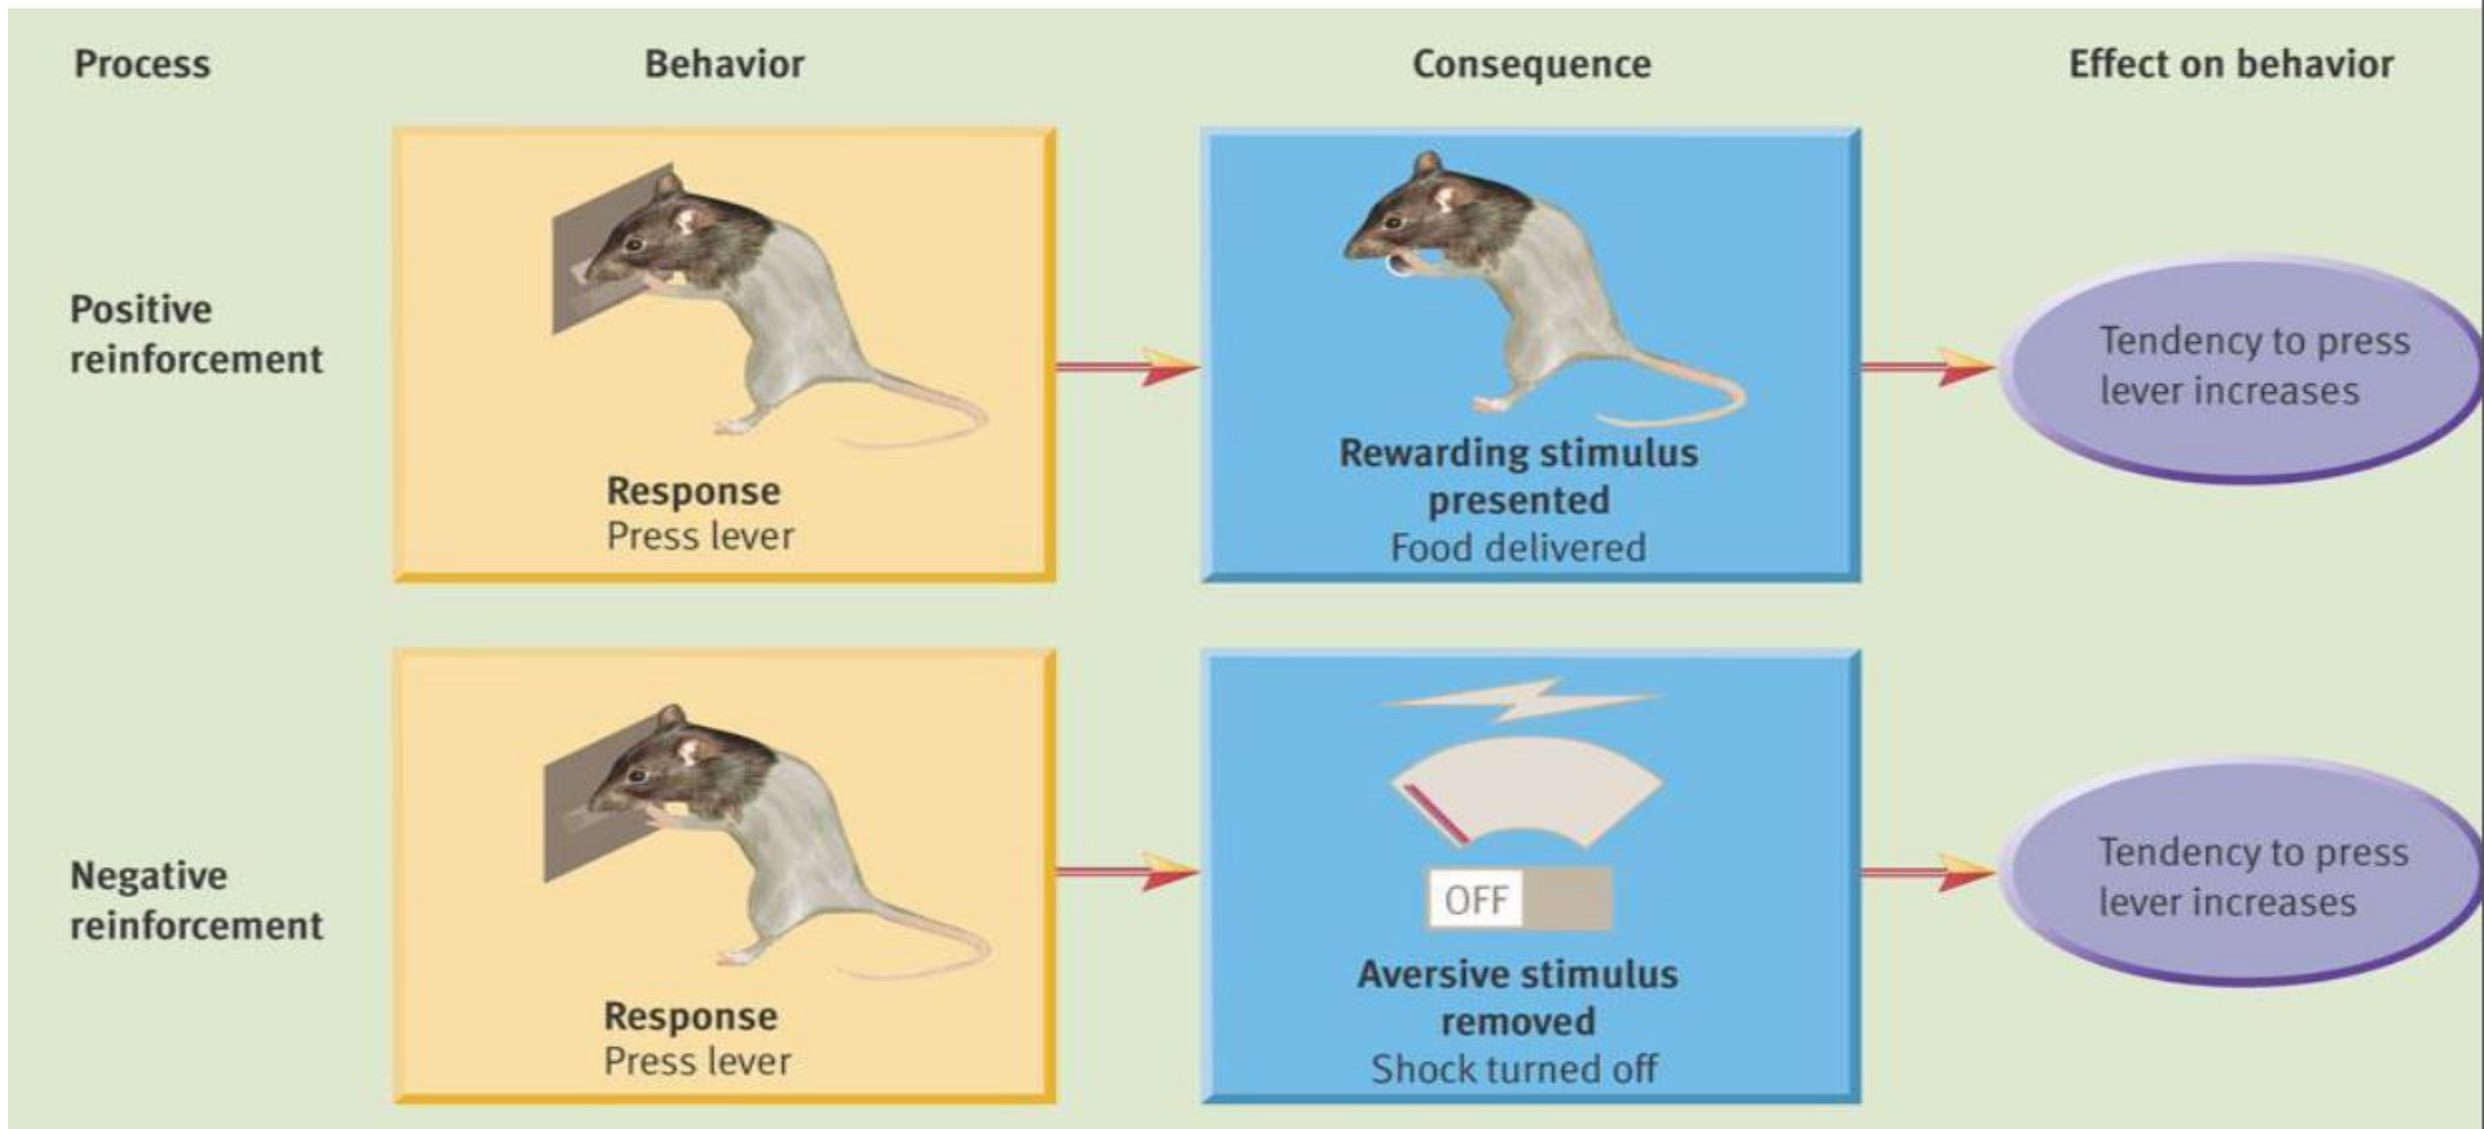 Process
Behavior
Consequence
Effect on behavior
Positive
reinforcement
Response
Press lever
Rewarding stimulus
presented
Food delivered
Tendency to press
lever increases
Negative
reinforcement
Response
Press lever
OFF
Aversive stimulus
removed
Shock turned off
Tendency to press
lever increases